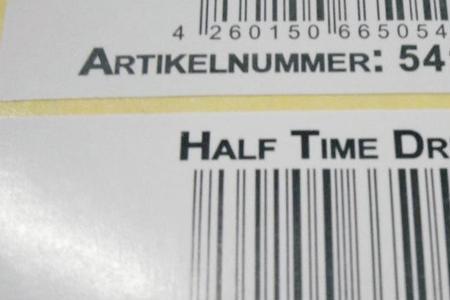 4 260150 665054
ARTIKELNUMMER: 54
HALF TIME DR